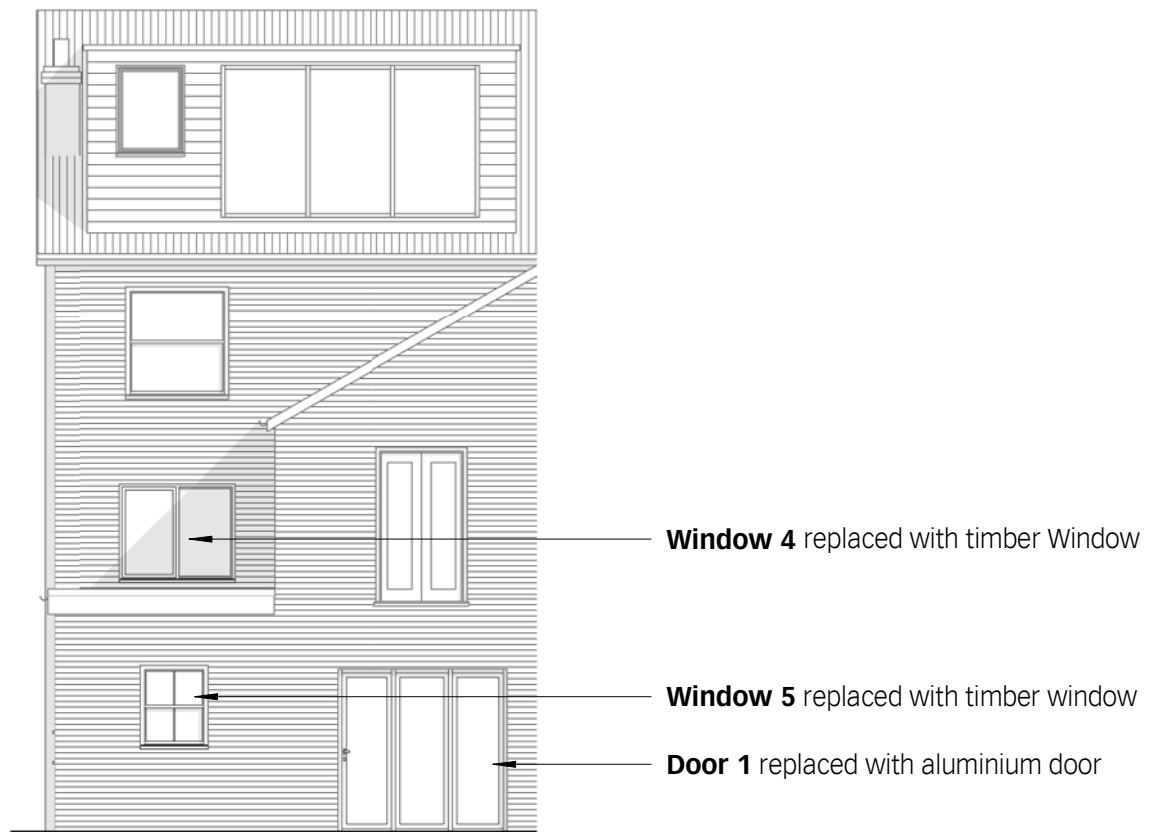 Window 4 replaced with timber Window
Window 5 replaced with timber window
Door 1 replaced with aluminium door